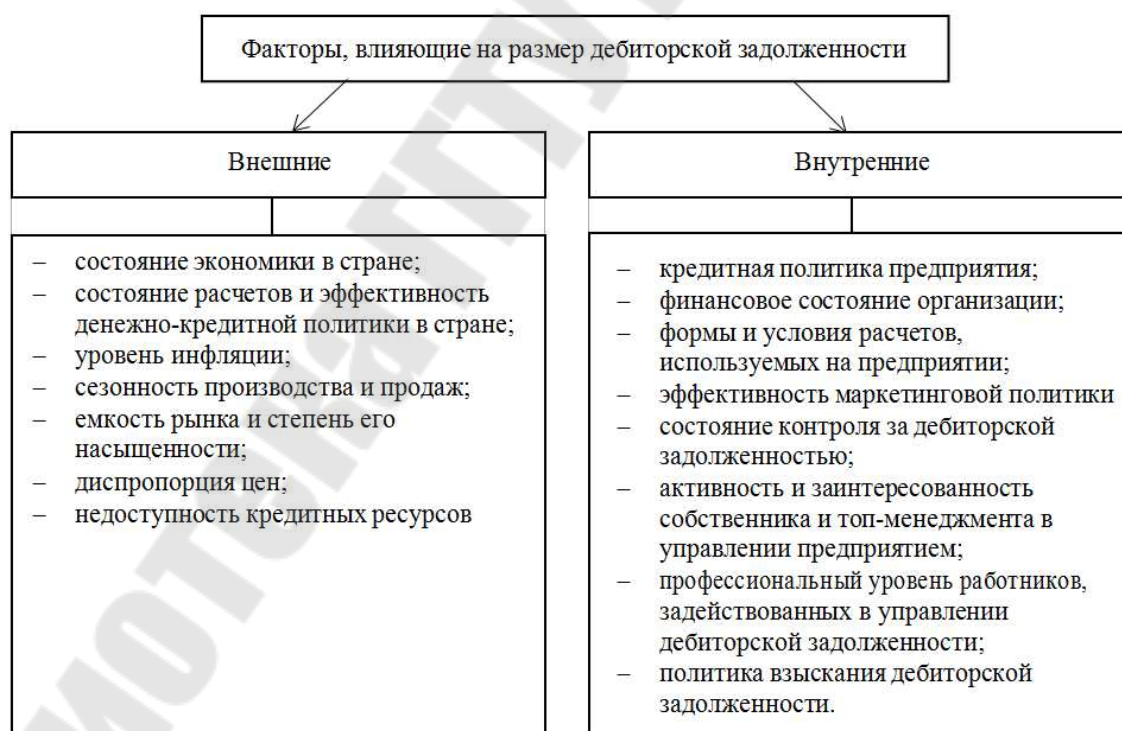 Факторы, влияющие на размер дебиторской задолженности
Внешние
– состояние экономики в стране;
– состояние расчетов и эффективность
денежно-кредитной политики в стране;
– уровень инфляции;
– сезонность производства и продаж;
– емкость рынка и степень его
насыщенности;
– диспропорция цен;
– недоступность кредитных ресурсов
Внутренние
– кредитная политика предприятия;
– финансовое состояние организации;
– формы и условия расчетов,
используемых на предприятии;
– эффективность маркетинговой политики
– состояние контроля за дебиторской
задолженностью;
– активность и заинтересованность
собственника и топ-менеджмента в
управлении предприятием;
– профессиональный уровень работников,
задействованных в управлении
дебиторской задолженности;
– политика взыскания дебиторской
задолженности.